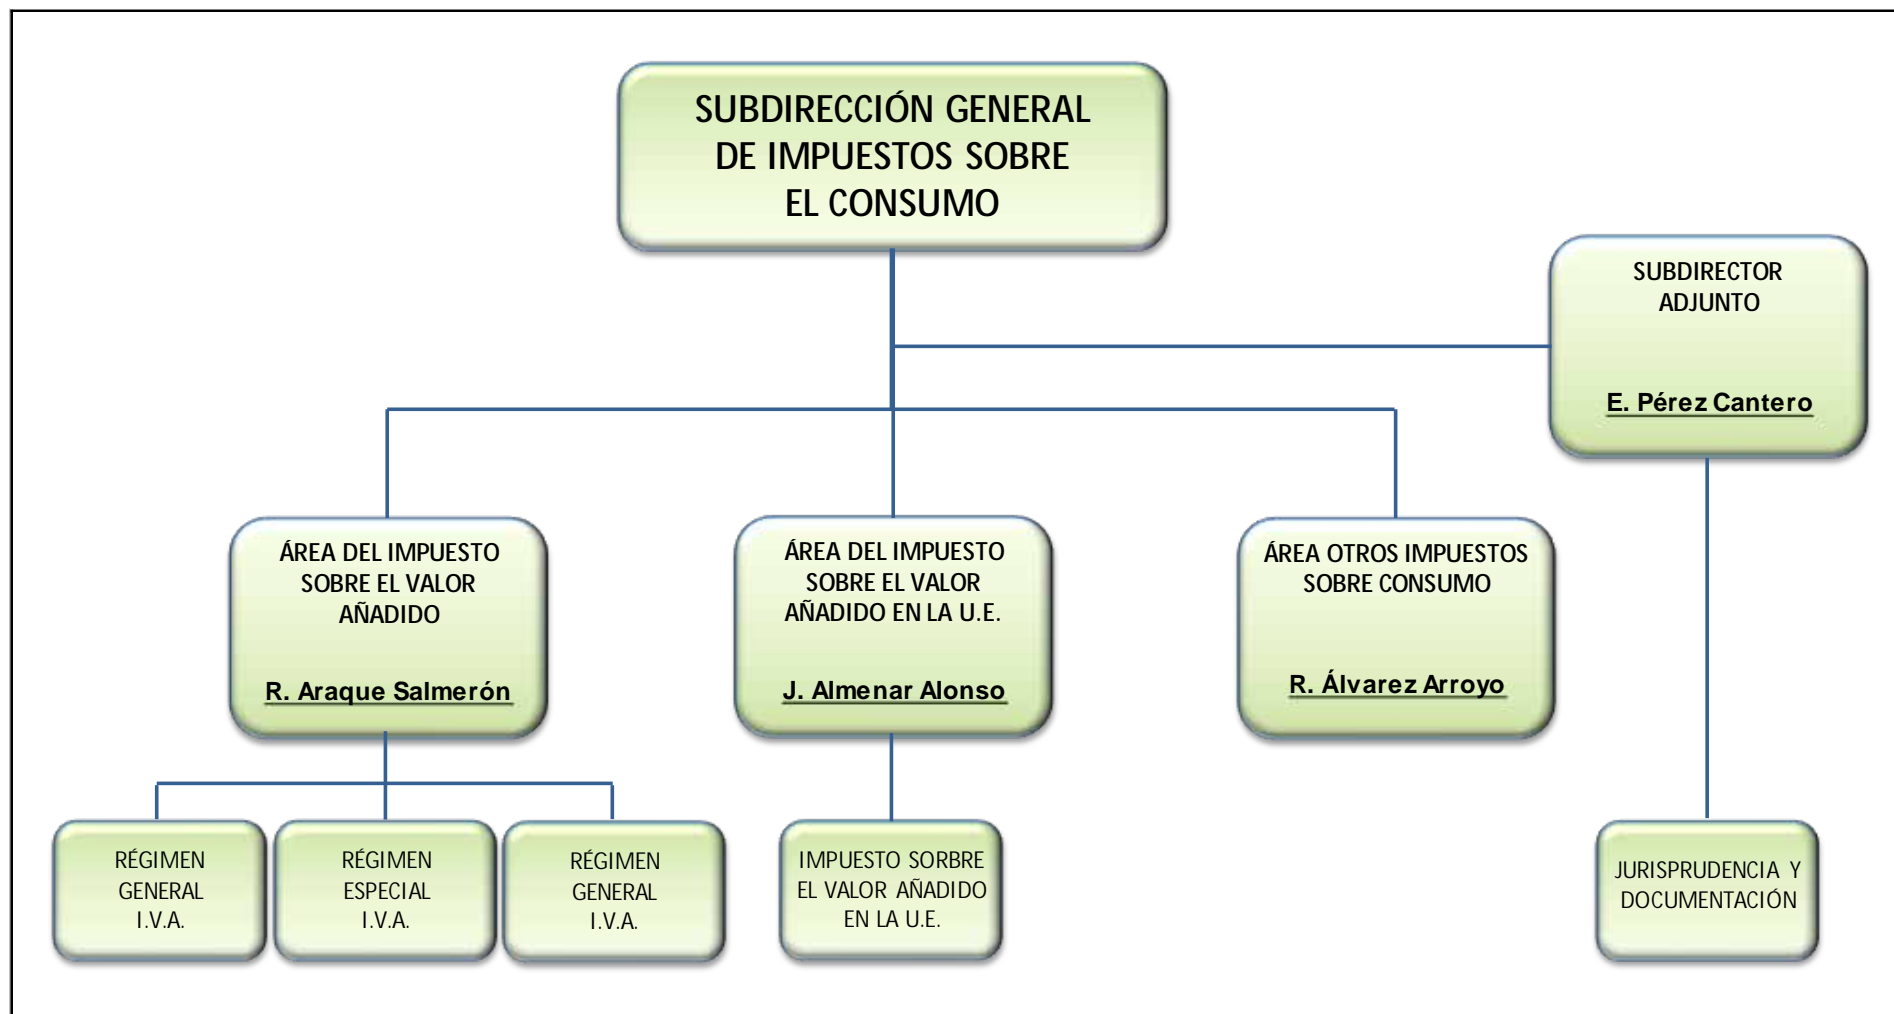 SUBDIRECCIÓN GENERAL
DE IMPUESTOS SOBRE
EL CONSUMO
SUBDIRECTOR
ADJUNTO
E. Pérez Cantero
ÁREA DEL IMPUESTO
SOBRE EL VALOR
AÑADIDO
R. Araque Salmerón
ÁREA DEL IMPUESTO
SOBRE EL VALOR
AÑADIDO EN LA U.E.
J. Almenar Alonso
ÁREA OTROS IMPUESTOS
SOBRE CONSUMO
R. Álvarez Arroyo
RÉGIMEN
GENERAL
I.V.A.
RÉGIMEN
ESPECIAL
I.V.A.
RÉGIMEN
GENERAL
I.V.A.
IMPUESTO SORBRE
EL VALOR AÑADIDO
EN LA U.E.
JURISPRUDENCIA Y
DOCUMENTACIÓN